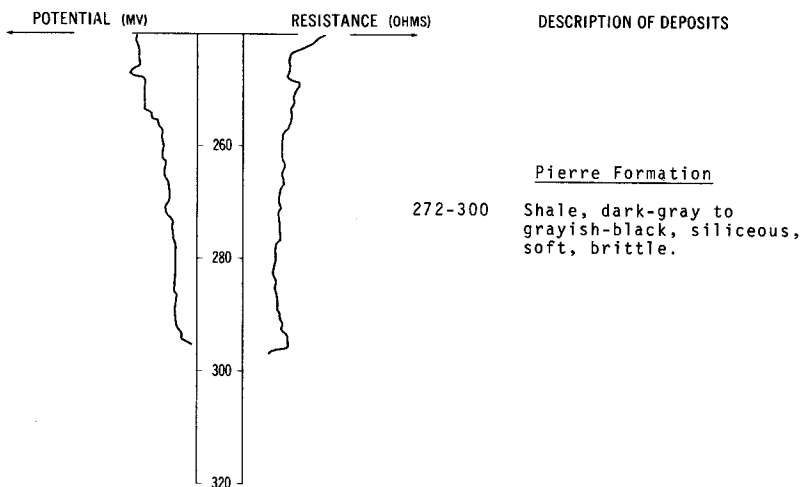 POTENTIAL (MV) RESISTANCE (OHMS) DESCRIPTION OF DEPOSITS
260
Pierre Formation
272-300 Shale, dark-gray to
grayish-black, siliceous,
soft, brittle.
280
300
320